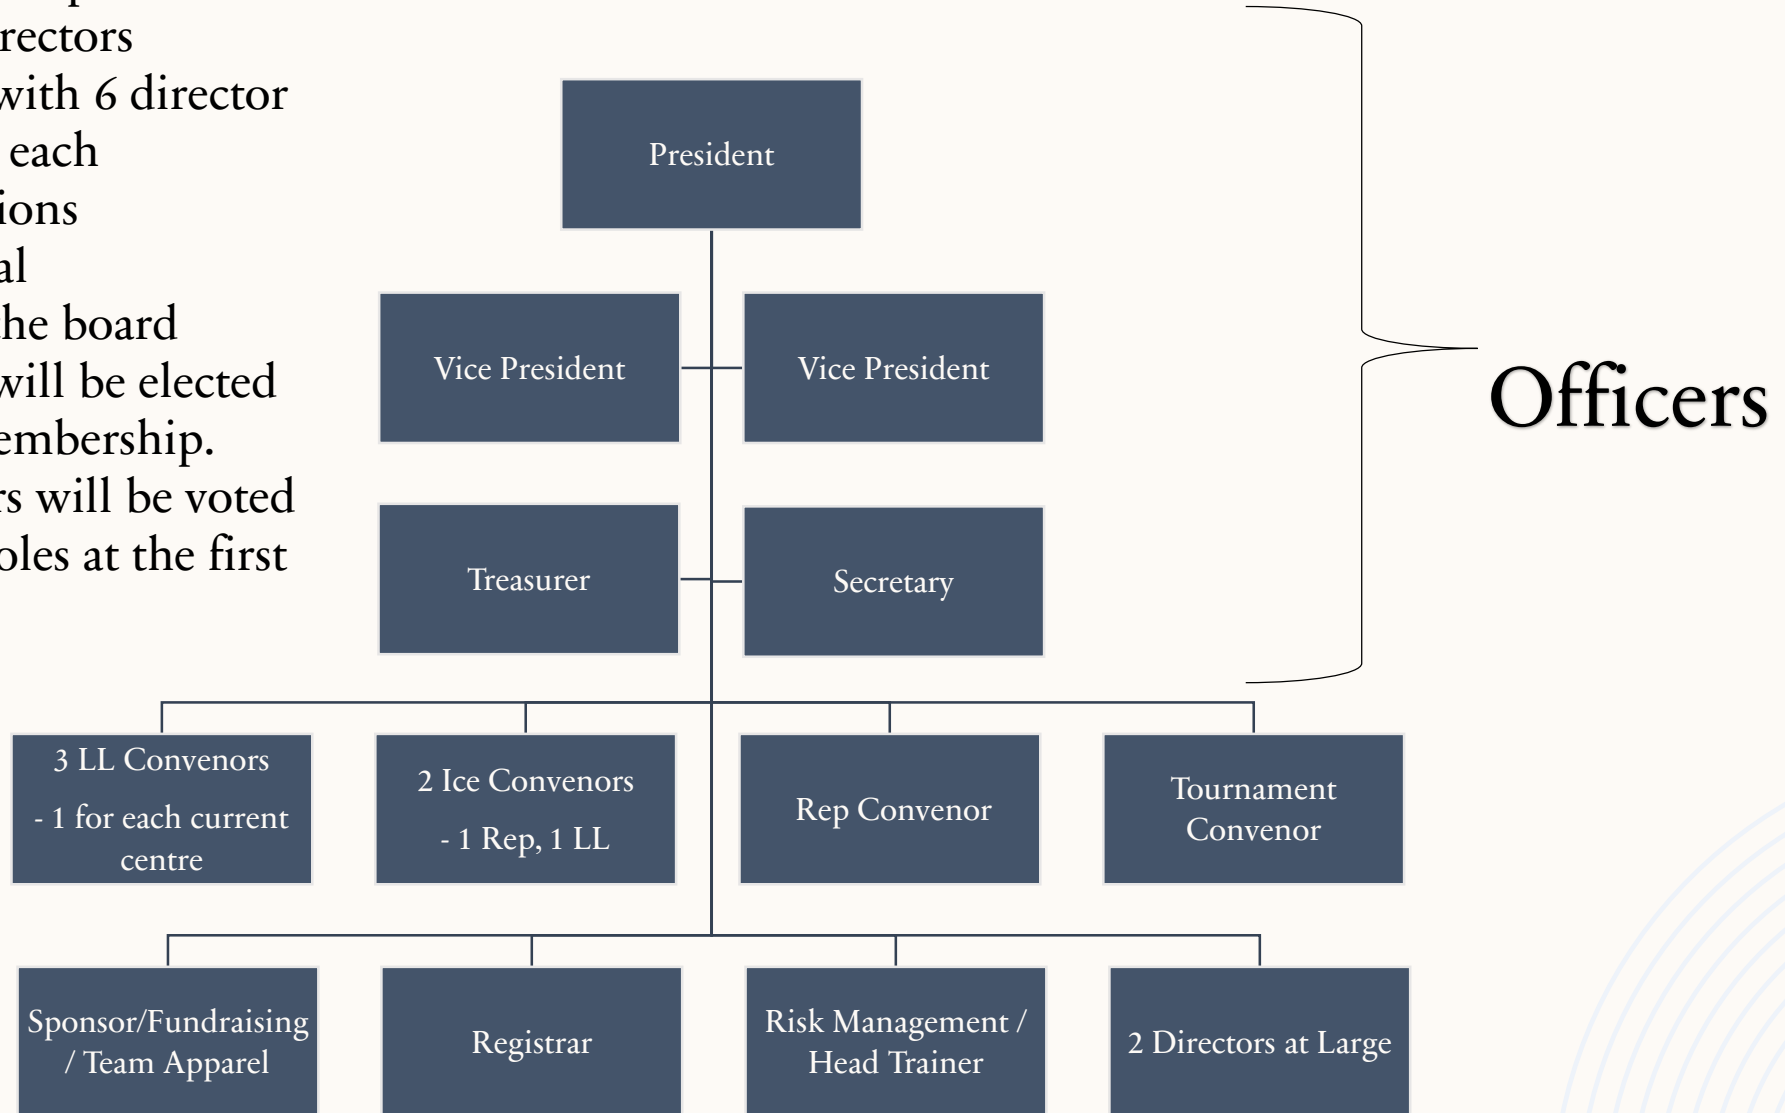 rectors
with 6 director
each
ions
al
the board
will be elected
embership.
rs will be voted
oles at the first
President
Vice President
Vice President
Officers
Treasurer
Secretary
3 LL Convenors
- 1 for each current
centre
2 Ice Convenors
- 1 Rep, 1 LL
Rep Convenor
Tournament
Convenor
Sponsor/Fundraising
/ Team Apparel
Registrar
Risk Management /
Head Trainer
2 Directors at Large